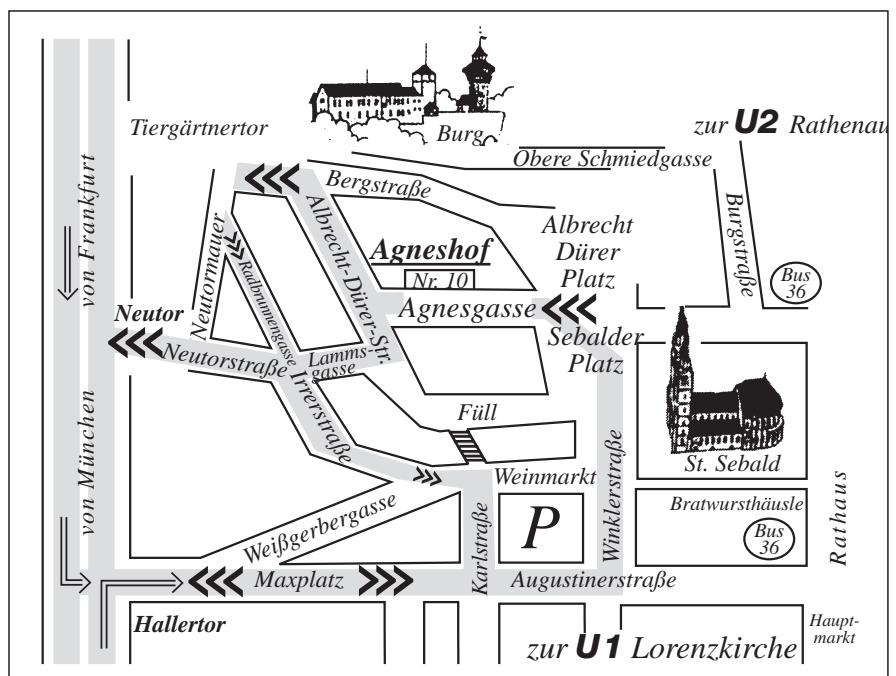 Tiergärtnertor
Burg
zur U2 Rathenau
Obere Schmiedgasse
Bergstraße
von Frankfurt
Albrecht-Dürer-Str.
Burgstraße
Albrecht
Dürer
Platz
Neutormauer
Radbrunnengasse
Agneshof
Nr. 10
Bus
36
Neutor
Agnesgasse
Sebalder
Platz
Neutorstraße
Lamms-
gasse
Irrerstraße
Füll
von München
St. Sebald
Weinmarkt
Winklerstraße
Weißgerbergasse
Karlstraße
P
Bratwursthäusle
Bus
36
Rathaus
Maxplatz
Augustinerstraße
Hallertor
Haupt-
markt
zur U1 Lorenzkirche